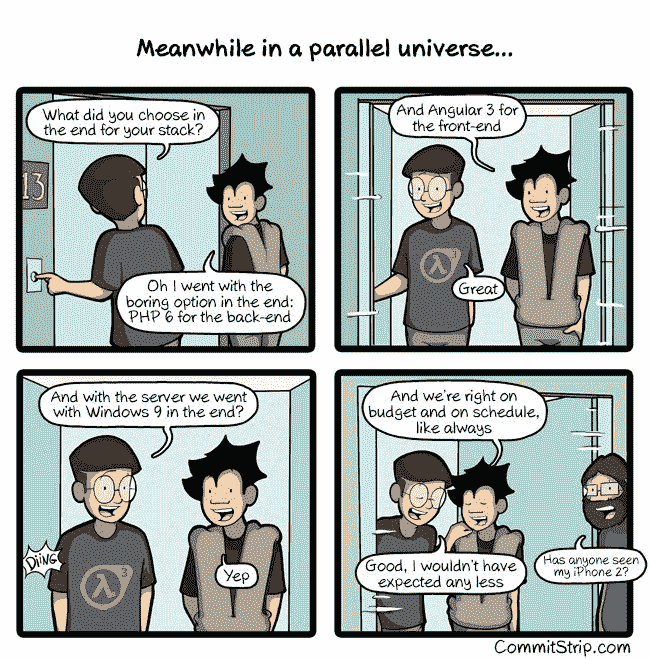 Meanwhile in a parallel universe...
What did you choose in
the end for your stack?
13
Oh I went with the
boring option in the end:
PHP 6 for the back-end
And Angular 3 for
the front-end
λ
Great
And with the server we went
with Windows 9 in the end?
DiiNG
λ3
Yep
And we're right on
budget and on schedule,
like always
Good, I wouldn't have
expected any less
Has anyone seen
my iPhone 2?
CommitStrip.com